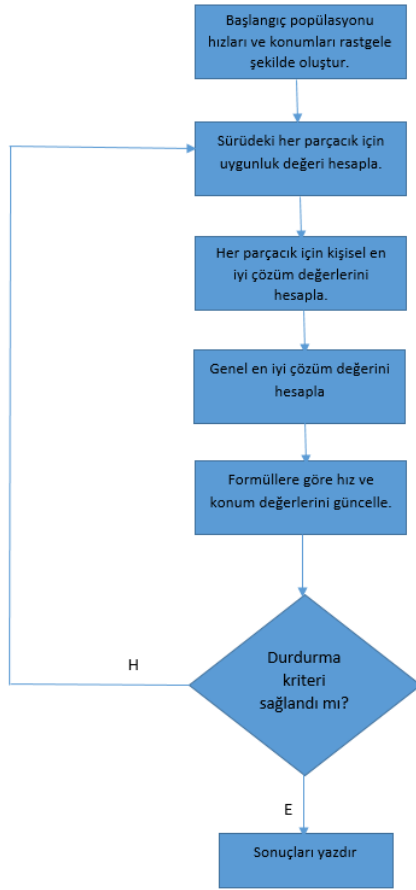 Başlangıç popülasyonu
hızları ve konumları rastgele
şekilde oluştur.
Sürüdeki her parçacık için
uygunluk değeri hesapla.
Her parçacık için kişisel en
iyi çözüm değerlerini
hesapla.
Genel en iyi çözüm değerini
hesapla
Formüllere göre hız ve
konum değerlerini güncelle.
Durdurma
kriteri
sağlandı mı?
H
E
Sonuçları yazdır